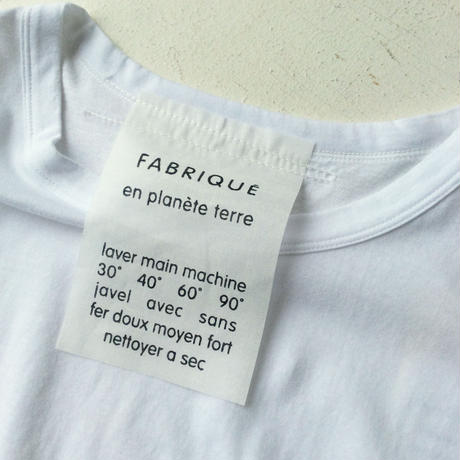 FABRIQUÉ
en planète terre
laver main machine
30° 40° 60° 90°
javel avec sans
fer doux moyen fort
nettoyer a sec